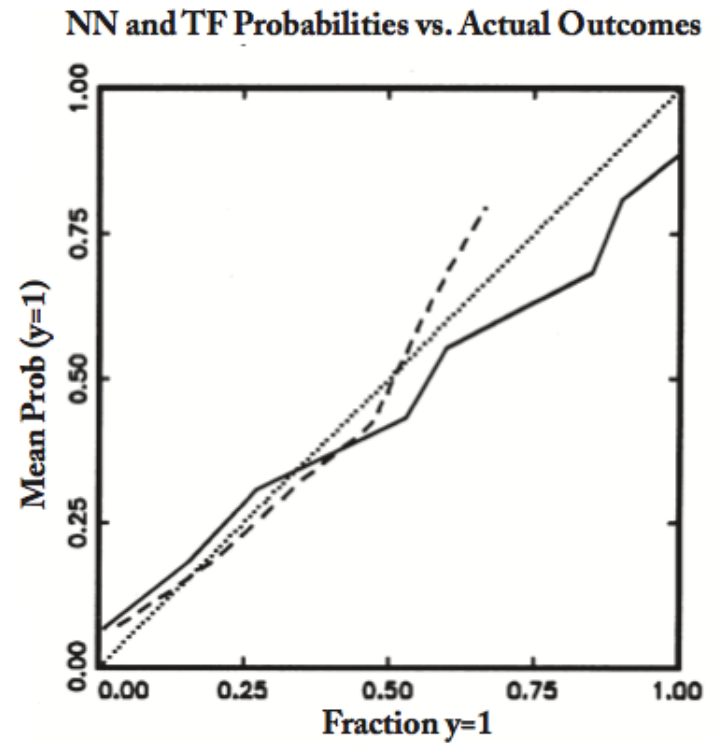 NN and TF Probabilities vs. Actual Outcomes
1.00
0.75
0.50
0.25
0.00
Mean Prob (y=1)
0.00 0.25 0.50 0.75 1.00
Fraction y=1